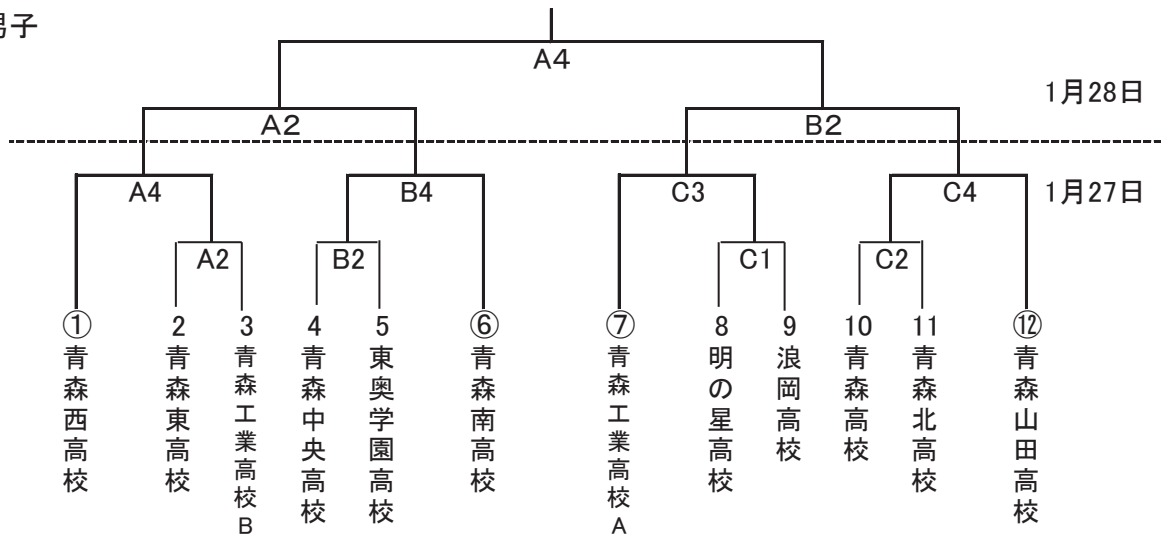 男子
A4
1月28日
A2
B2
A4
B4
C3
C4
1月27日
A2
B2
C1
C2
①
2
3
4
5
⑥
⑦
8
9
10
11
⑫
青森西高校
青森東高校
青森工業高校B
青森中央高校
東奥学園高校
青森南高校
青森工業高校A
明の星高校
浪岡高校
青森高校
青森北高校
青森山田高校